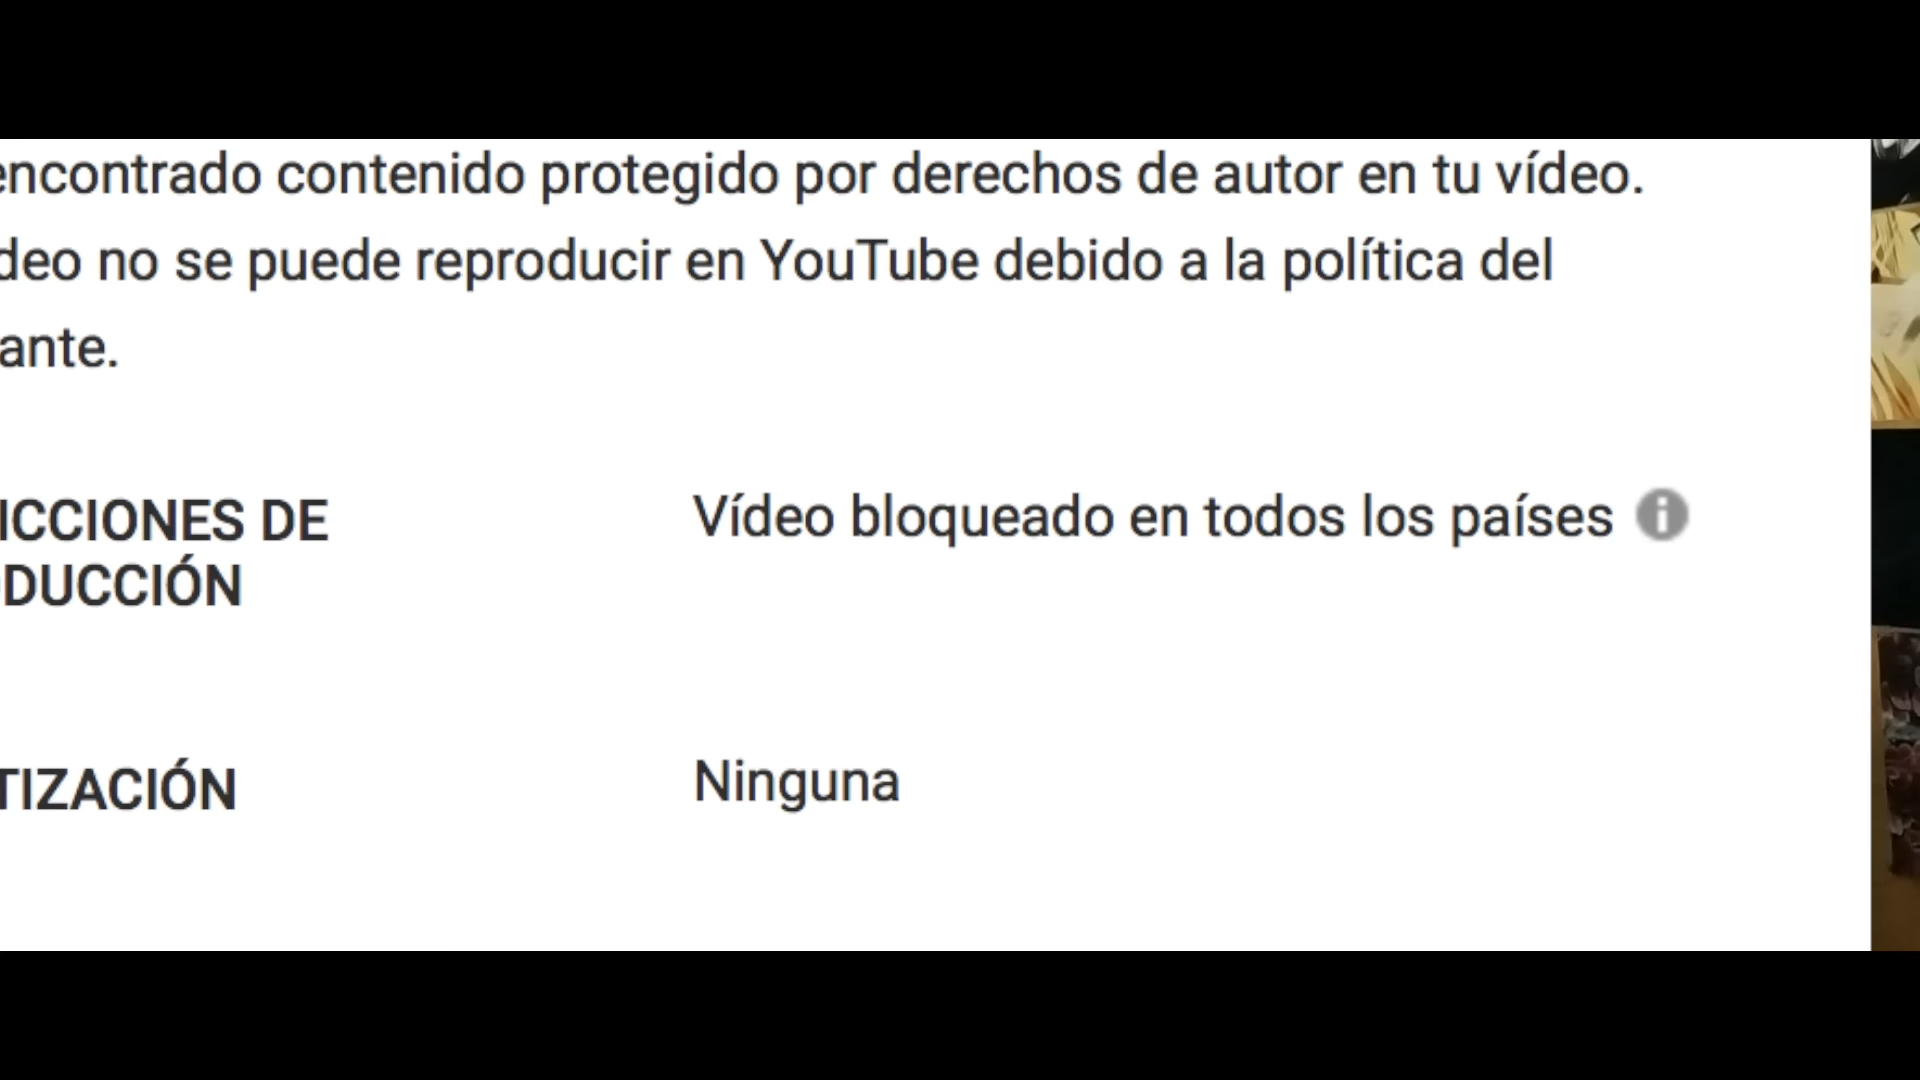 encontrado contenido protegido por derechos de autor en tu vídeo.
deo no se puede reproducir en YouTube debido a la política del
ante.
ICCIONES DE
DUCCIÓN
Vídeo bloqueado en todos los países
TIZACIÓN
Ninguna